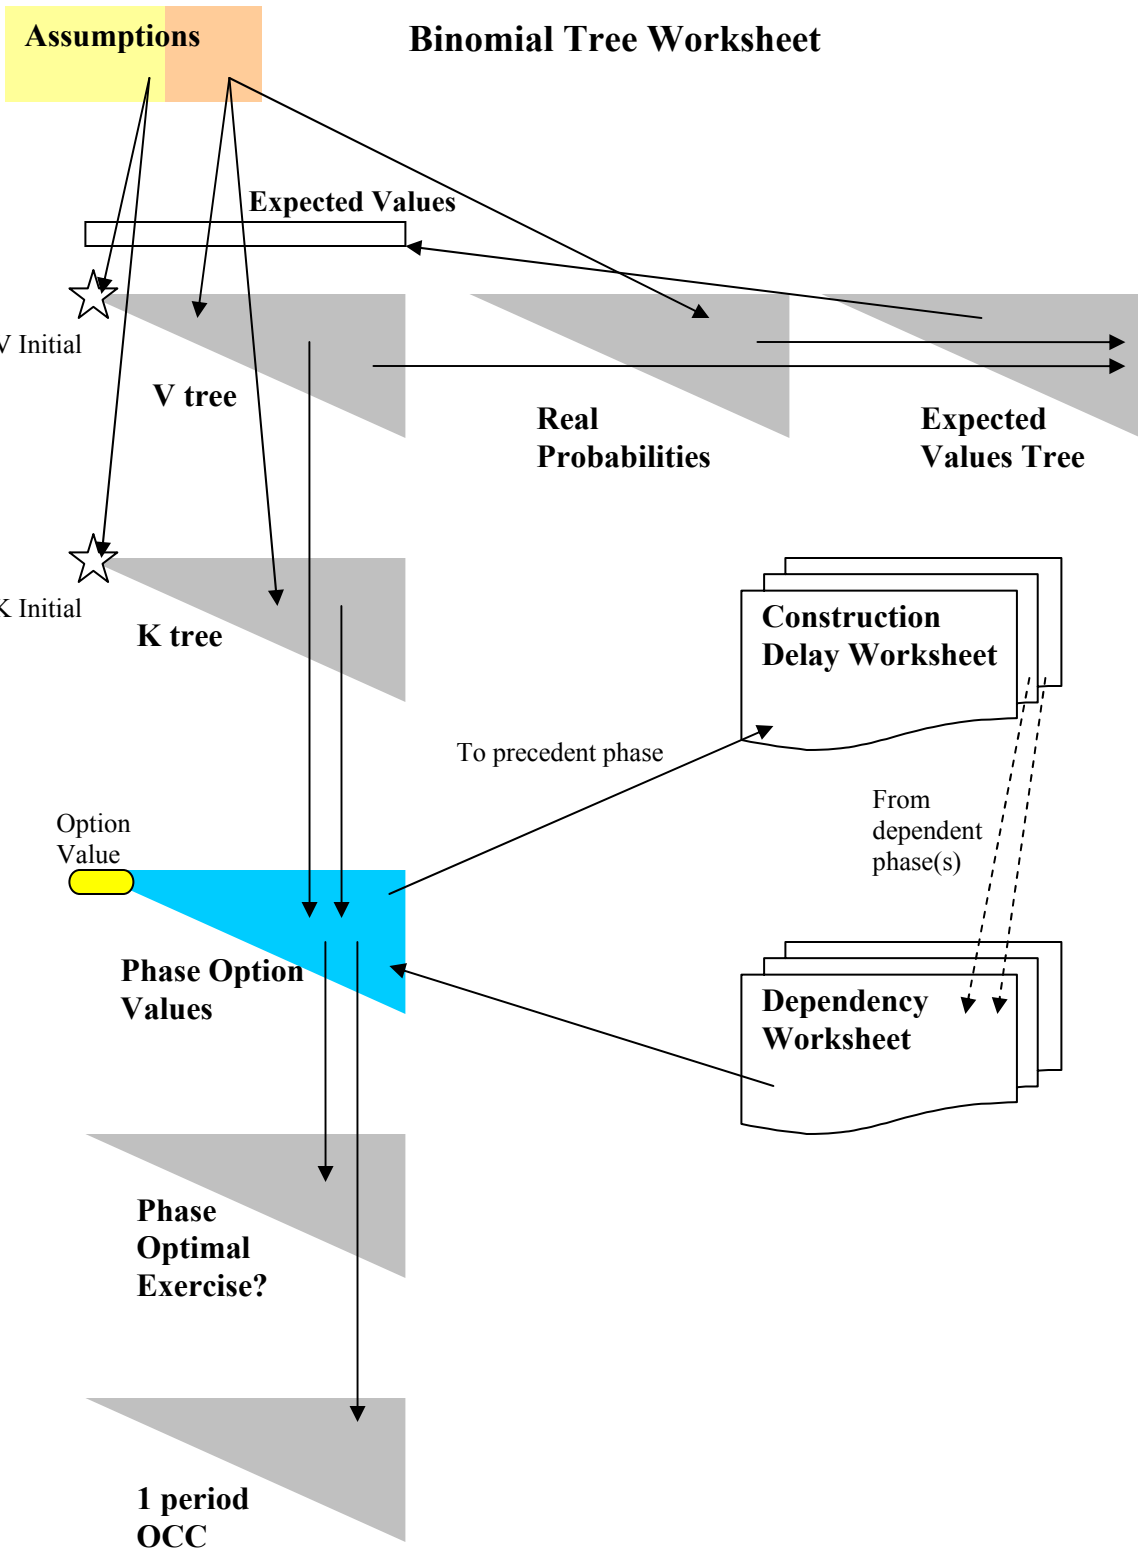 Assumptions
Binomial Tree Worksheet
Expected Values
V Initial
V tree
Real
Probabilities
Expected
Values Tree
K Initial
K tree
Construction
Delay Worksheet
To precedent phase
From
dependent
phase(s)
Option
Value
Phase Option
Values
Dependency
Worksheet
Phase
Optimal
Exercise?
1 period
OCC